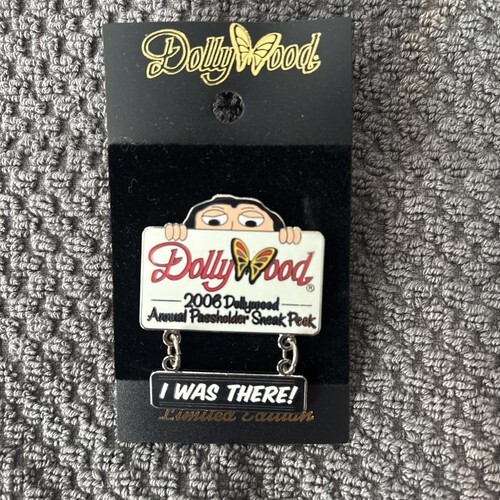 DollyWood
DollyWood®
2006 Dollywood
Annual Passholder Sneak Peek
I WAS THERE!
Limited Edition